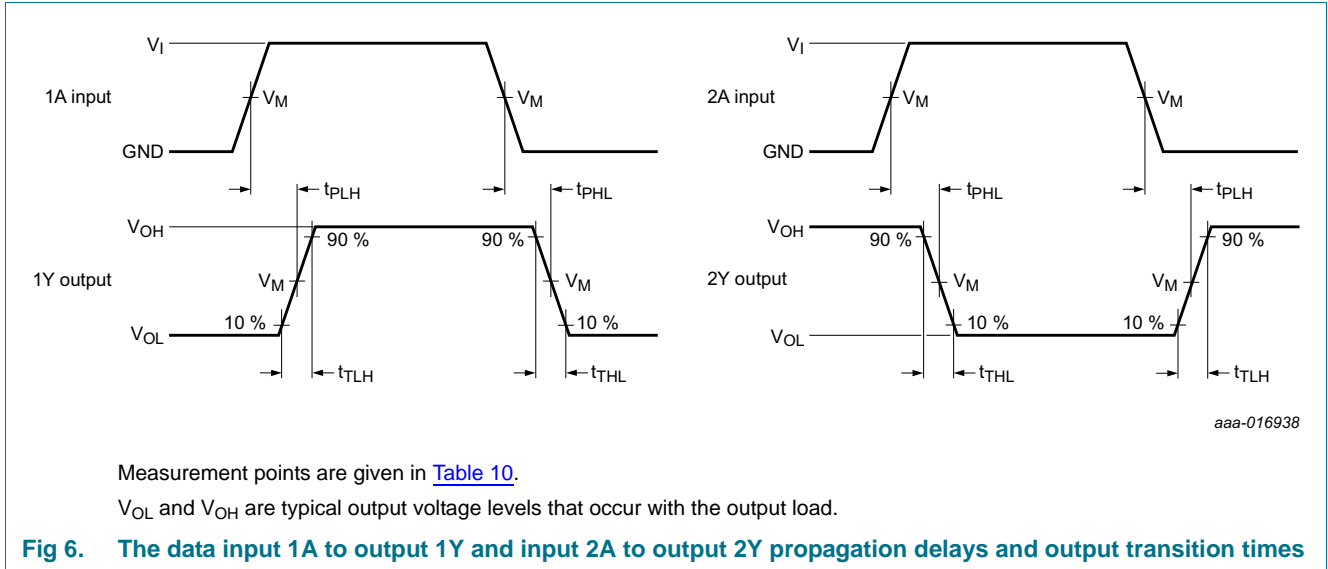 VI
1A input
VM
VM
GND
tPLH
tPHL
VOH
90 %
90 %
1Y output
VM
VM
10 %
10 %
VOL
tTLH
tTHL
VI
2A input
VM
VM
GND
tPHL
tPLH
VOH
90 %
90 %
2Y output
VM
VM
10 %
10 %
VOL
tTHL
tTLH
aaa-016938
Measurement points are given in Table 10.
VOL and VOH are typical output voltage levels that occur with the output load.
Fig 6. The data input 1A to output 1Y and input 2A to output 2Y propagation delays and output transition times